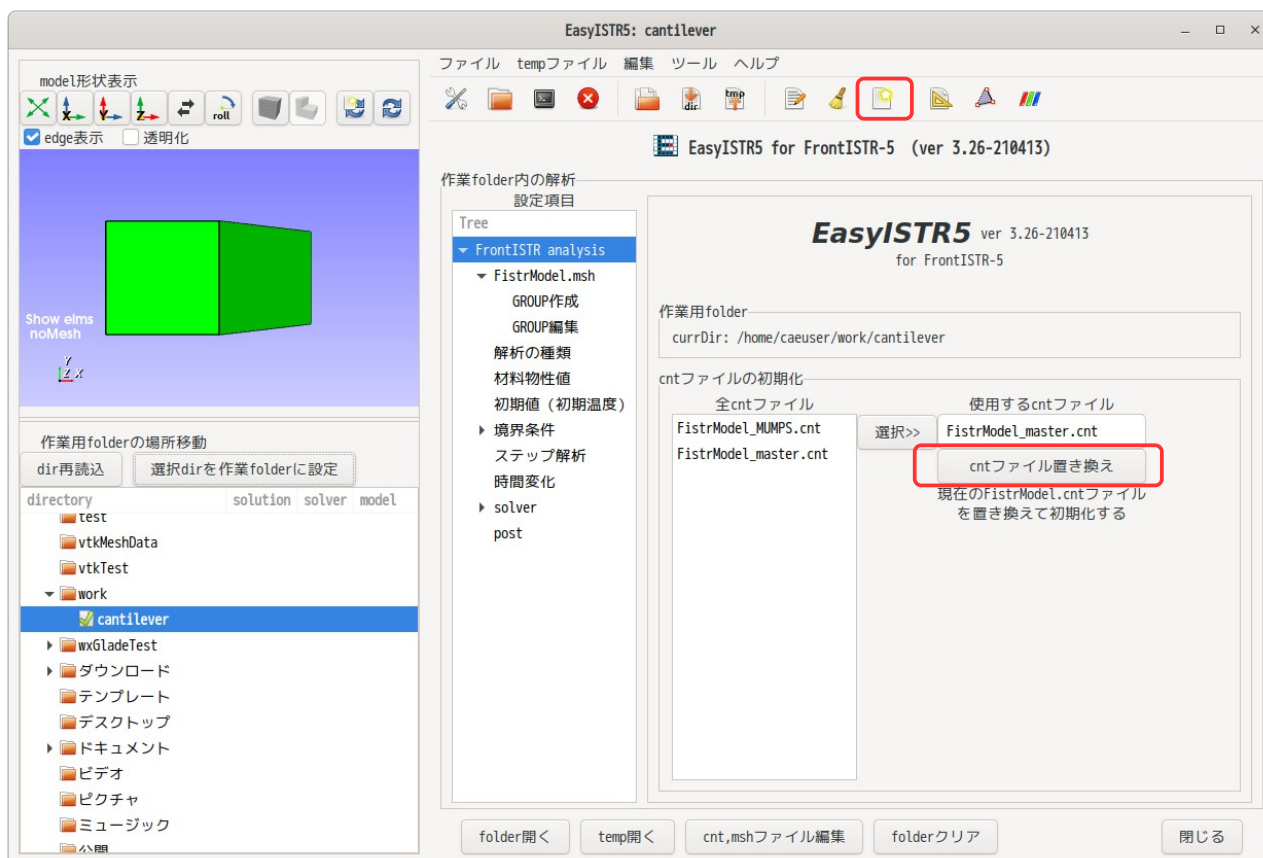 EasyISTR5: cantilever
model形状表示
roll
edge表示 透明化
Show elms
noMesh
Y
Z X
作業用folderの場所移動
dir再読込 選択dirを作業folderに設定
directory solution solver model
test
vtkMeshData
vtkTest
work
cantilever
wxGladeTest
ダウンロード
テンプレート
デスクトップ
ドキュメント
ビデオ
ピクチャ
ミュージック
公開
ファイル tempファイル 編集 ツール ヘルプ
dir tmp
EasyISTR5 for FrontISTR-5 (ver 3.26-210413)
作業folder内の解析
設定項目
Tree
FrontISTR analysis
FistrModel.msh
GROUP作成
GROUP編集
解析の種類
材料物性値
初期値（初期温度）
境界条件
ステップ解析
時間変化
solver
post
EasyISTR5 ver 3.26-210413
for FrontISTR-5
作業用folder
currDir: /home/caeuser/work/cantilever
cntファイルの初期化
全cntファイル 使用するcntファイル
FistrModel_MUMPS.cnt 選択>> FistrModel_master.cnt
FistrModel_master.cnt cntファイル置き換え
現在のFistrModel.cntファイル
を置き換えて初期化する
folder開く temp開く cnt,mshファイル編集 folderクリア 閉じる